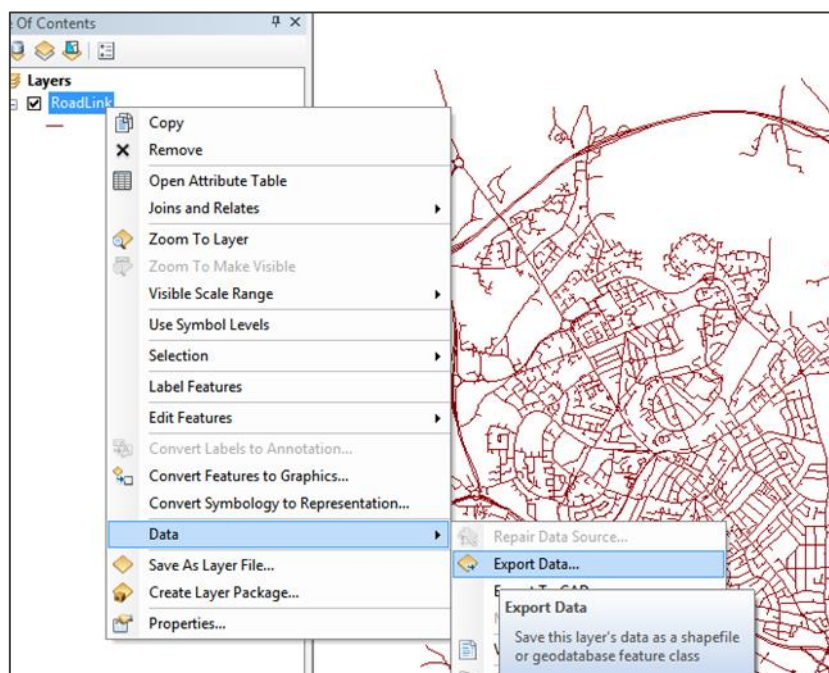 Of Contents
Layers
RoadLink
Copy
Remove
Open Attribute Table
Joins and Relates
Zoom To Layer
Zoom To Make Visible
Visible Scale Range
Use Symbol Levels
Selection
Label Features
Edit Features
Convert Labels to Annotation...
Convert Features to Graphics...
Convert Symbology to Representation...
Data
Save As Layer File...
Create Layer Package...
Properties...
Repair Data Source...
Export Data...
Export Data
Save this layer's data as a shapefile
or geodatabase feature class